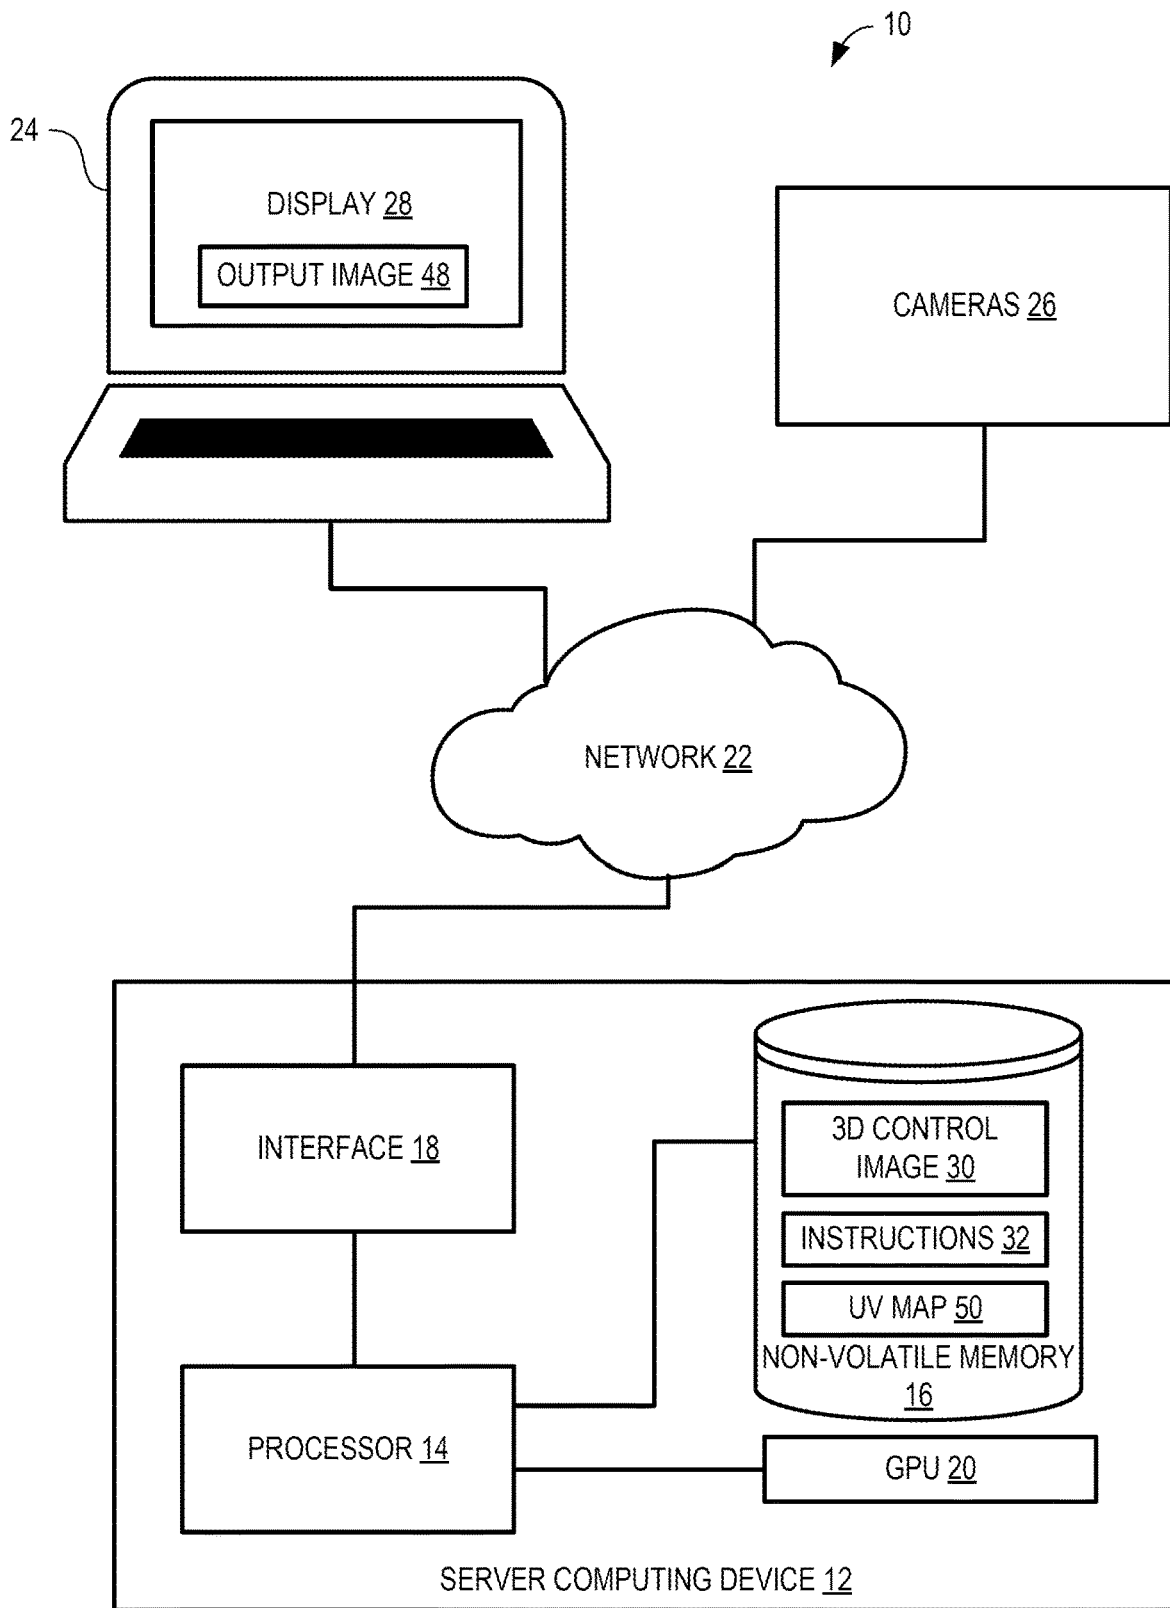 10
24
DISPLAY 28
OUTPUT IMAGE 48
CAMERAS 26
NETWORK 22
INTERFACE 18
3D CONTROL
IMAGE 30
INSTRUCTIONS 32
UV MAP 50
NON-VOLATILE MEMORY
16
PROCESSOR 14
GPU 20
SERVER COMPUTING DEVICE 12